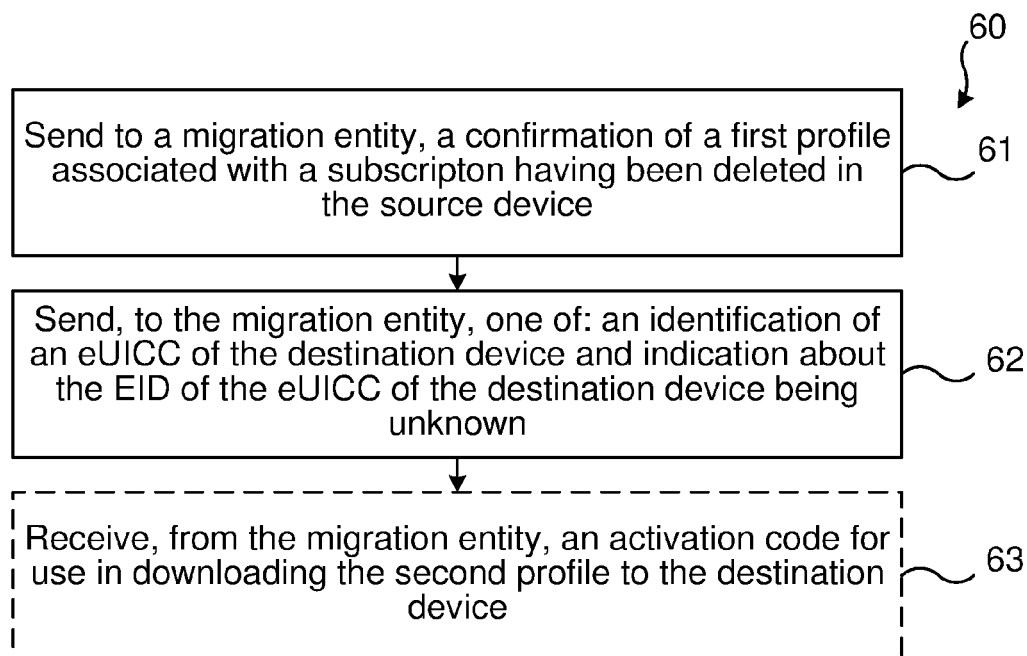 60
Send to a migration entity, a confirmation of a first profile
associated with a subscripton having been deleted in
the source device
61
Send, to the migration entity, one of: an identification of
an eUICC of the destination device and indication about
the EID of the eUICC of the destination device being
unknown
62
Receive, from the migration entity, an activation code for
use in downloading the second profile to the destination
device
63